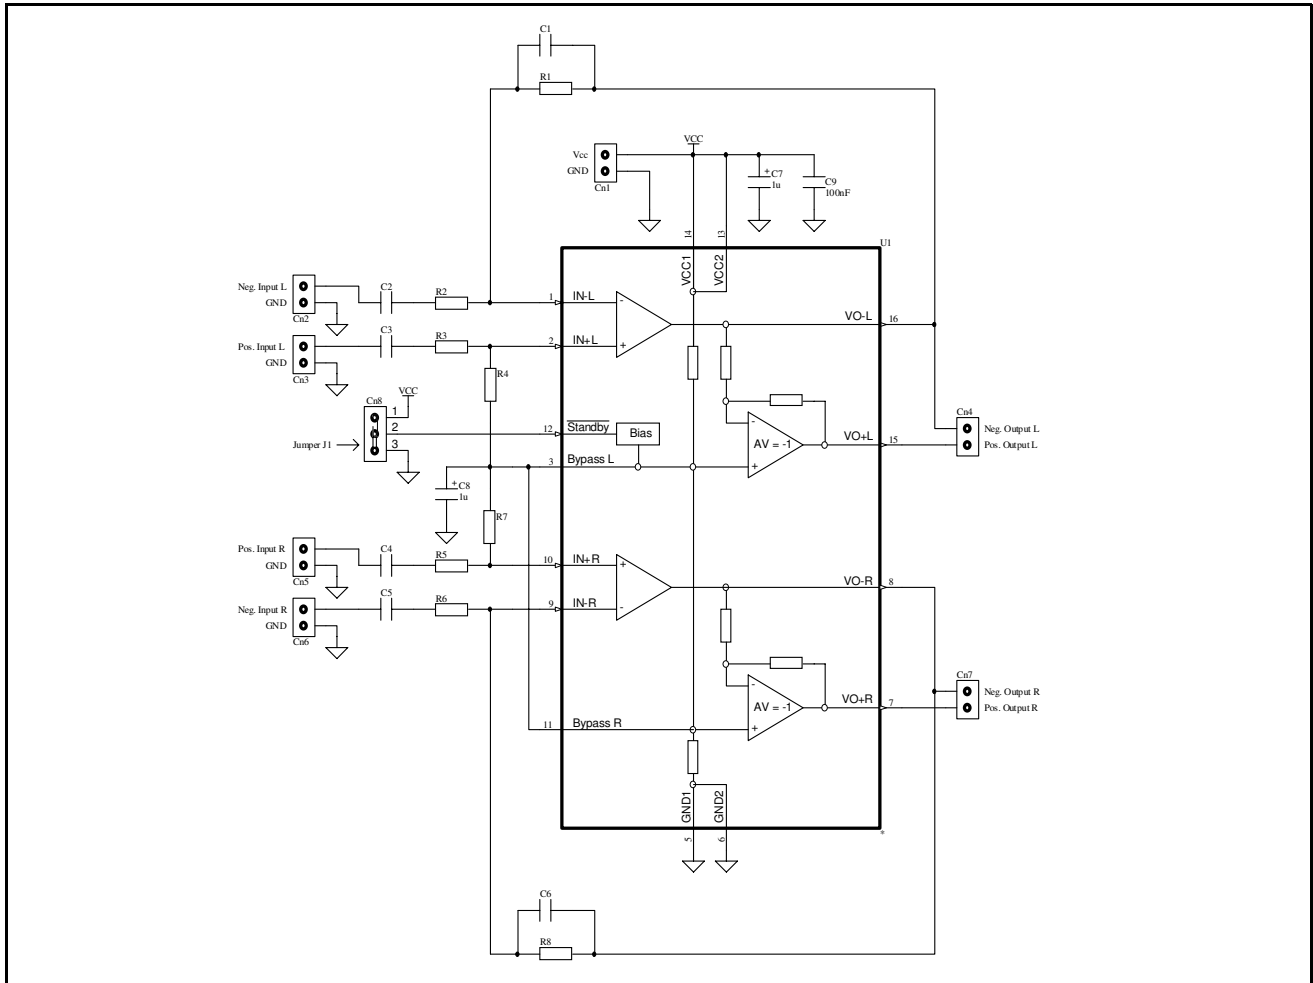 C1
R1
VCC
Vcc
GND
Cn1
+
C7
1u
C9
100nF
14
13
U1
VCC1
VCC2
Neg. Input L
GND
Cn2
C2
R2
1
IN-L
-
VO-L
16
Pos. Input L
GND
Cn3
C3
R3
2
IN+L
+
R4
VCC
Cn8
1
2
3
Jumper J1
12
Standby
Bias
-
AV = -1
+
VO+L
15
Cn4
Neg. Output L
Pos. Output L
3
Bypass L
+
C8
1u
R7
Pos. Input R
GND
Cn5
C4
R5
10
IN+R
+
VO-R
8
Neg. Input R
GND
Cn6
C5
R6
9
IN-R
-
-
AV = -1
+
VO+R
7
Cn7
Neg. Output R
Pos. Output R
11
Bypass R
GND1
GND2
5
6
*
C6
R8